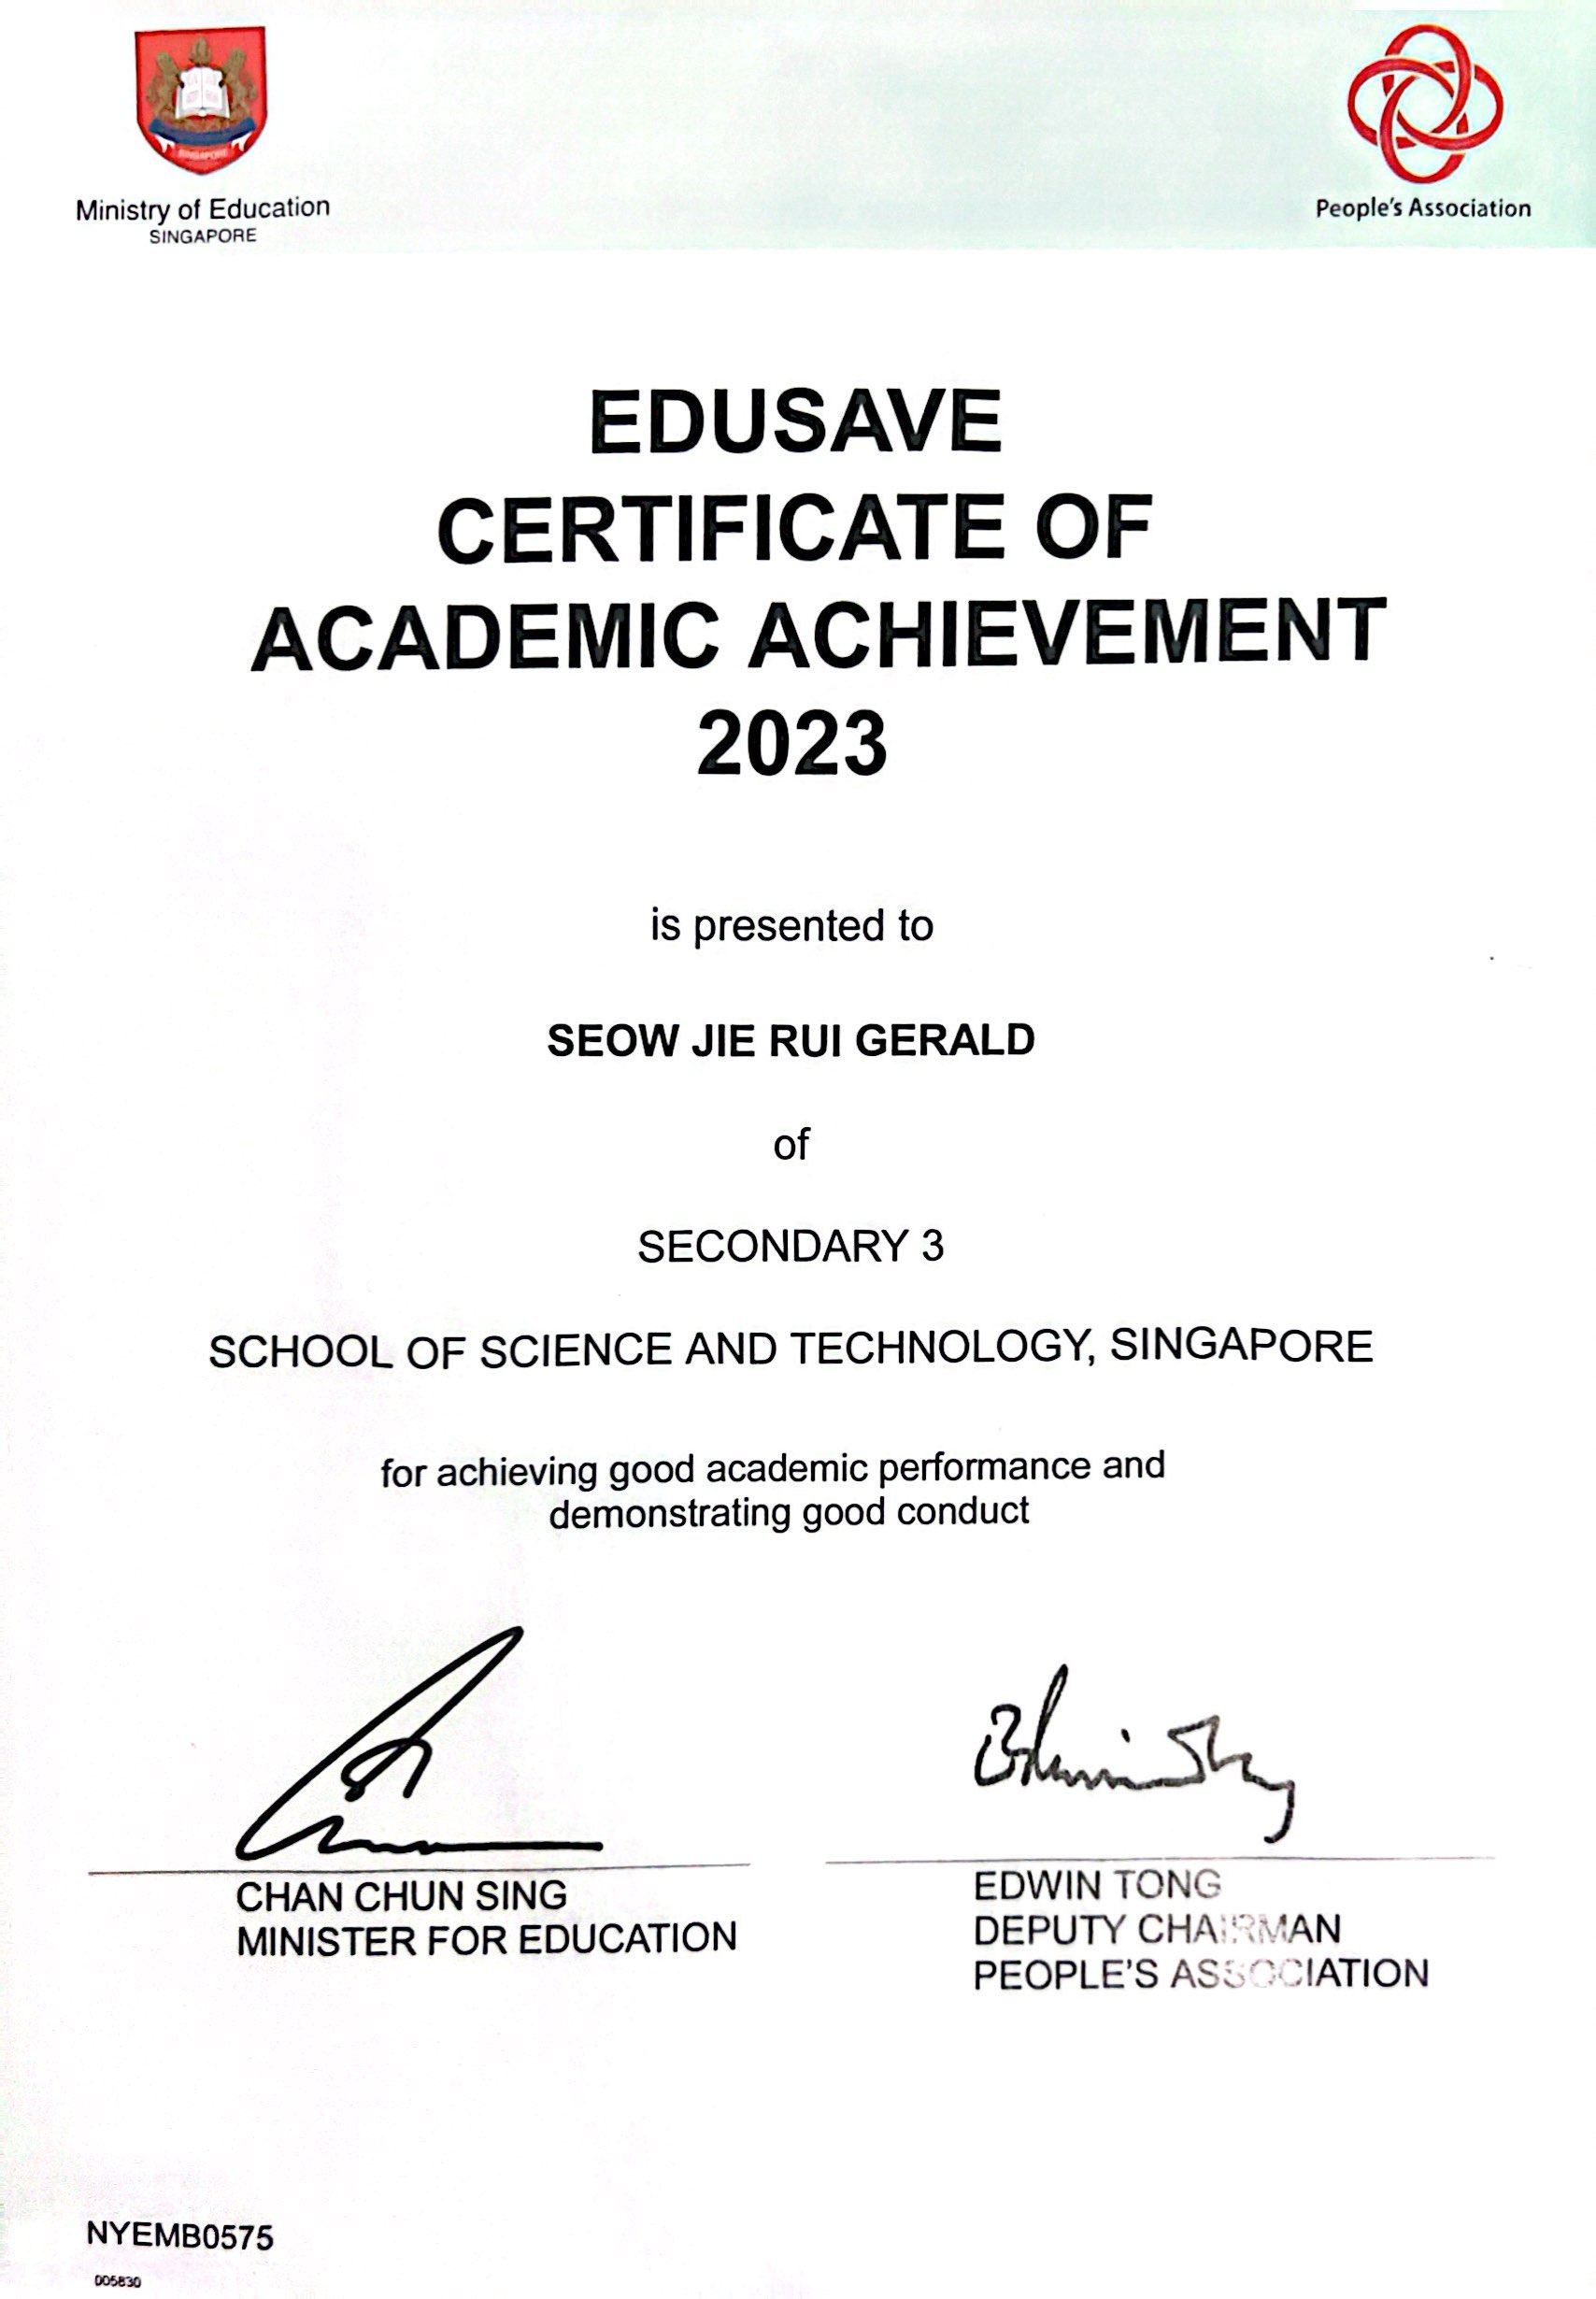 SINGAPORE
Ministry of Education
SINGAPORE
People's Association
EDUSAVE
CERTIFICATE OF
ACADEMIC ACHIEVEMENT
2023
is presented to
SEOW JIE RUI GERALD
of
SECONDARY 3
SCHOOL OF SCIENCE AND TECHNOLOGY, SINGAPORE
for achieving good academic performance and
demonstrating good conduct
CHAN CHUN SING
MINISTER FOR EDUCATION
EDWIN TONG
DEPUTY CHAIRMAN
PEOPLE'S ASSOCIATION
NYEMB0575
005830